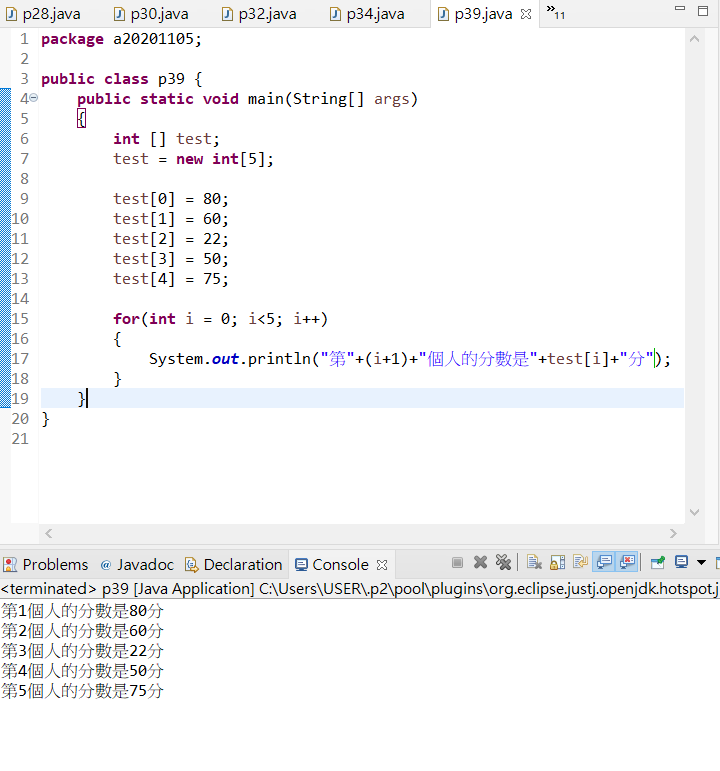 p28.java p30.java p32.java p34.java p39.java »11
1 package a20201105;
2
3 public class p39 {
4 public static void main(String[] args)
5 {
6 int [] test;
7 test = new int[5];
8
9 test[0] = 80;
10 test[1] = 60;
11 test[2] = 22;
12 test[3] = 50;
13 test[4] = 75;
14
15 for(int i = 0; i<5; i++)
16 {
17 System.out.println("第"+(i+1)+"個人的分數是"+test[i]+"分");
18 }
19 }
20 }
21
Problems @ Javadoc Declaration Console
<terminated> p39 [Java Application] C:\Users\USER\.p2\pool\plugins\org.eclipse.justj.openjdk.hotspot.j
第1個人的分數是80分
第2個人的分數是60分
第3個人的分數是22分
第4個人的分數是50分
第5個人的分數是75分